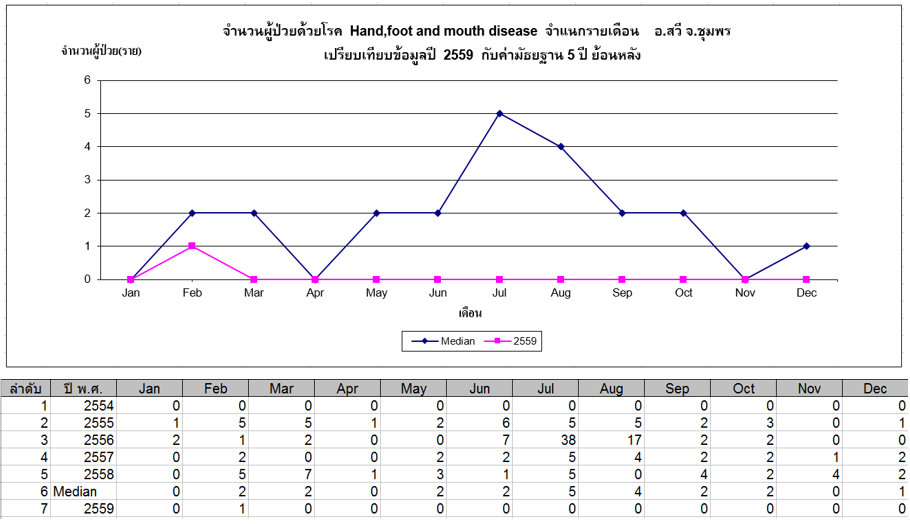 จำนวนผู้ป่วยด้วยโรค Hand,foot and mouth disease จำแนกรายเดือน อ.สวี จ.ชุมพร
เปรียบเทียบข้อมูลปี 2559 กับค่ามัธยฐาน 5 ปี ย้อนหลัง
จำนวนผู้ป่วย(ราย)
6
5
4
3
2
1
0
Jan Feb Mar Apr May Jun Jul Aug Sep Oct Nov Dec
เดือน
Median 2559
ลำดับ ปี พ.ศ. Jan Feb Mar Apr May Jun Jul Aug Sep Oct Nov Dec
1 2554 0 0 0 0 0 0 0 0 0 0 0 0
2 2555 1 5 5 1 2 6 5 5 2 3 0 1
3 2556 2 1 2 0 0 7 38 17 2 2 0 0
4 2557 0 2 0 0 2 2 5 4 2 2 1 2
5 2558 0 5 7 1 3 1 5 0 4 2 4 2
6 Median 0 2 2 0 2 2 5 4 2 2 0 1
7 2559 0 1 0 0 0 0 0 0 0 0 0 0